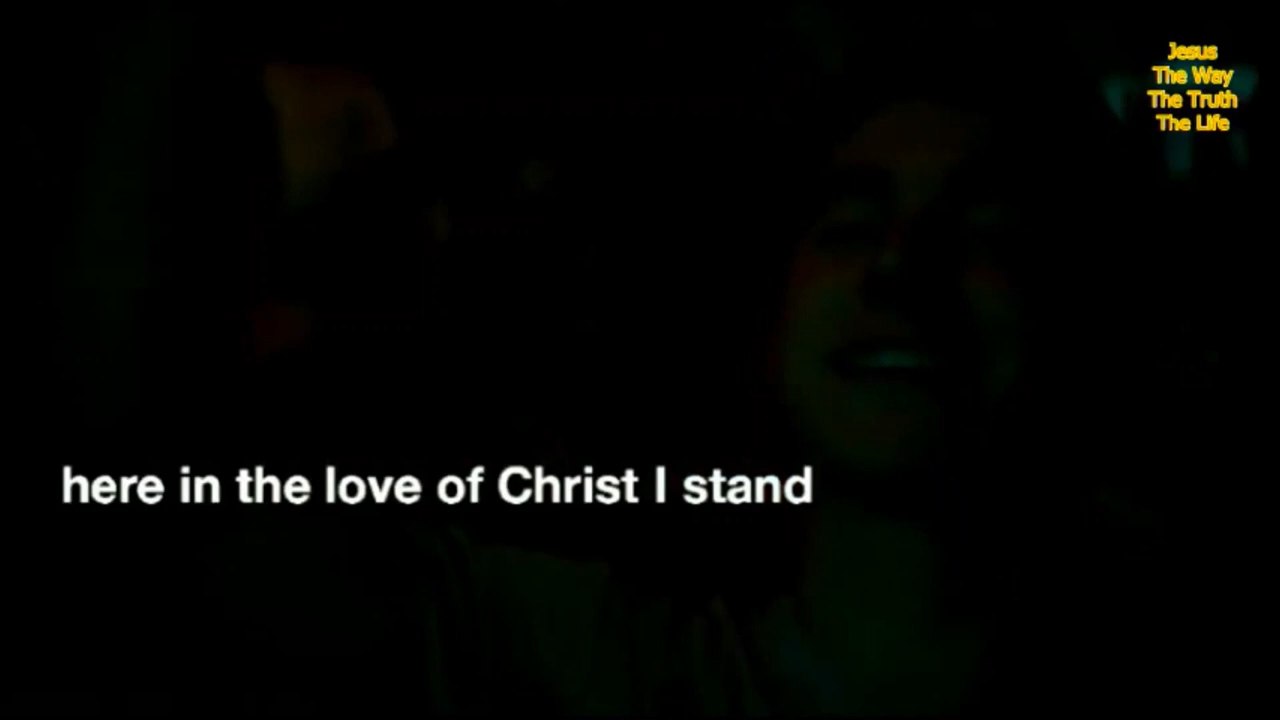 Jesus
The Way
The Truth
The Life
here in the love of Christ I stand